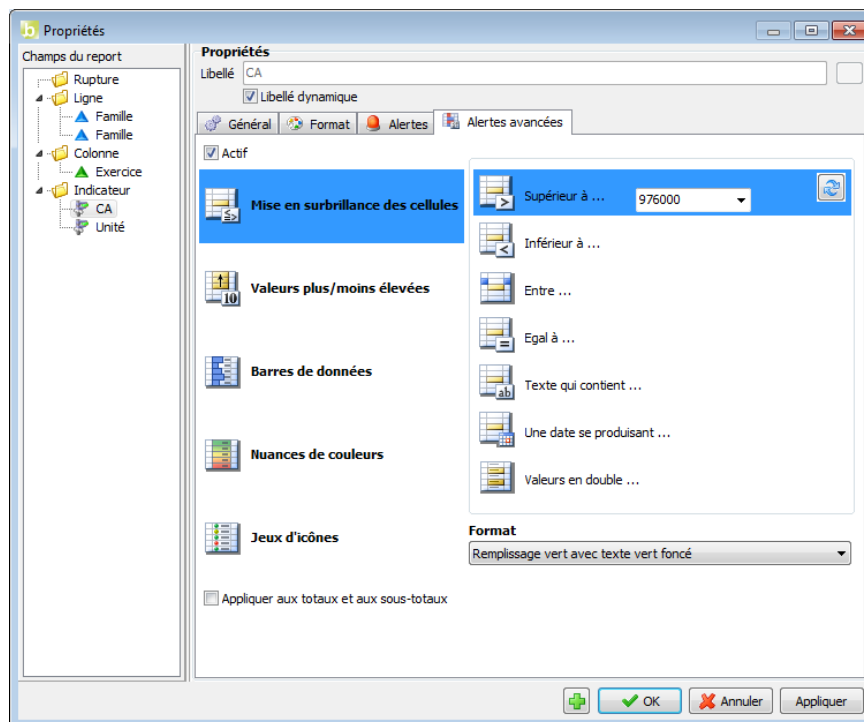 Propriétés
Champs du report
Rupture
Ligne
Famille
Famille
Colonne
Exercice
Indicateur
CA
Unité
Propriétés
Libellé CA
Libellé dynamique
Général Format Alertes Alertes avancées
Actif
Mise en surbrillance des cellules
Valeurs plus/moins élevées
10
Barres de données
Nuances de couleurs
Jeux d'icônes
Appliquer aux totaux et aux sous-totaux
Supérieur à ... 976000
Inférieur à ...
Entre ...
Egal à ...
ab
Texte qui contient ...
Une date se produisant ...
Valeurs en double ...
Format
Remplissage vert avec texte vert foncé
OK Annuler Appliquer